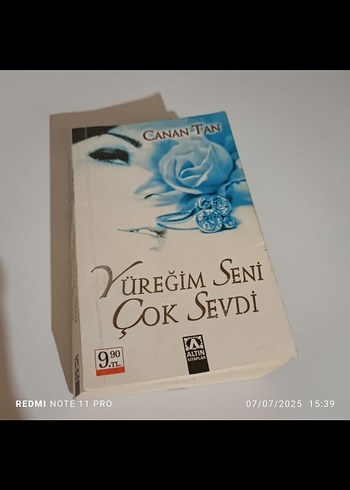 CANAN TAN
YÜREĞİM SENİ
ÇOK SEVDİ
9.90
TL.
ALTIN
KİTAPLAR
REDMI NOTE 11 PRO
07/07/2025 15:39